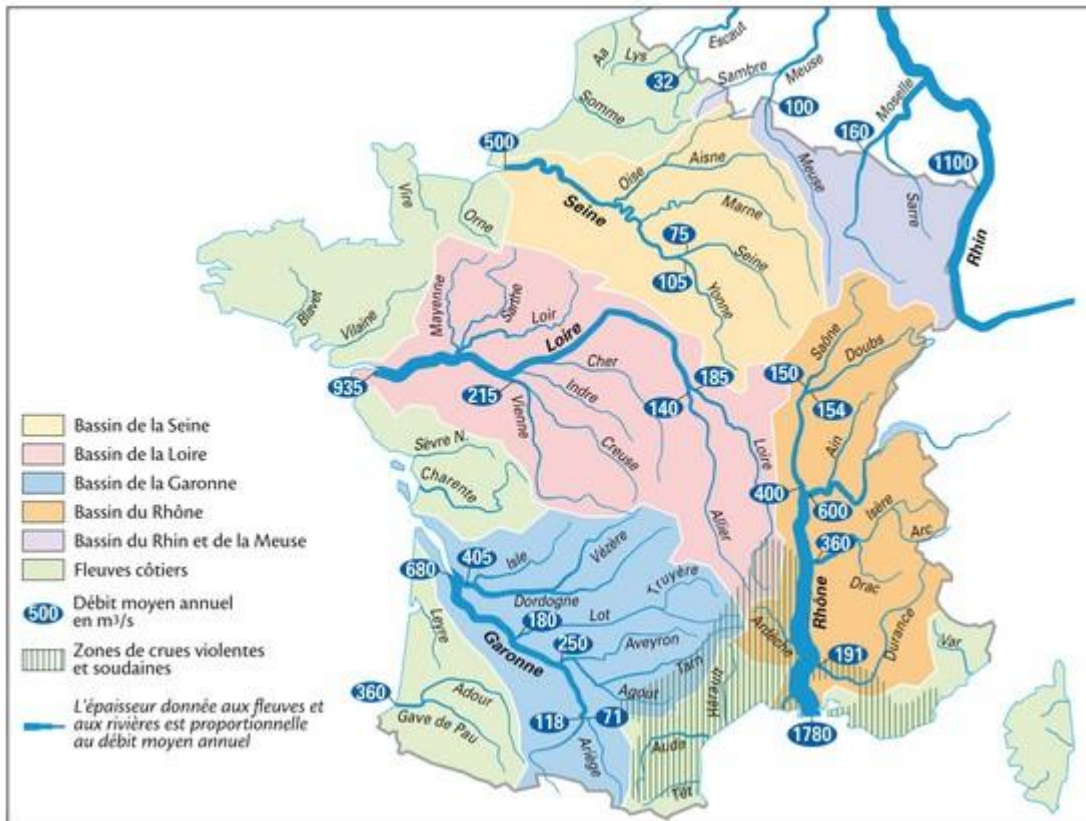 Aa
Lys
Escaut
32
Sambre
Meuse
100
Somme
Moselle
160
1100
500
Oise
Aisne
Meuse
Sarre
Rhin
Vire
Orne
Seine
Marne
75
Seine
105
Yonne
Blavet
Vilaine
Mayenne
Sarthe
Loir
Loire
Saône
Doubs
935
215
Cher
Indre
Vienne
Creuse
140
185
150
154
Ain
Loire
Allier
400
600
Isère
Arc
360
Drac
Sèvre N.
Charente
Bassin de la Seine
Bassin de la Loire
Bassin de la Garonne
Bassin du Rhône
Bassin du Rhin et de la Meuse
Fleuves côtiers
500
Débit moyen annuel
en m³/s
Zones de crues violentes
et soudaines
L'épaisseur donnée aux fleuves et
aux rivières est proportionnelle
au débit moyen annuel
680
405
Isle
Vézère
Dordogne
Truyère
180
Lot
Leyre
Garonne
250
Aveyron
Tarn
Agout
Hérault
Ardèche
Rhône
Durance
191
Var
360
Adour
Gave de Pau
118
71
Ariège
Aude
Têt
1780